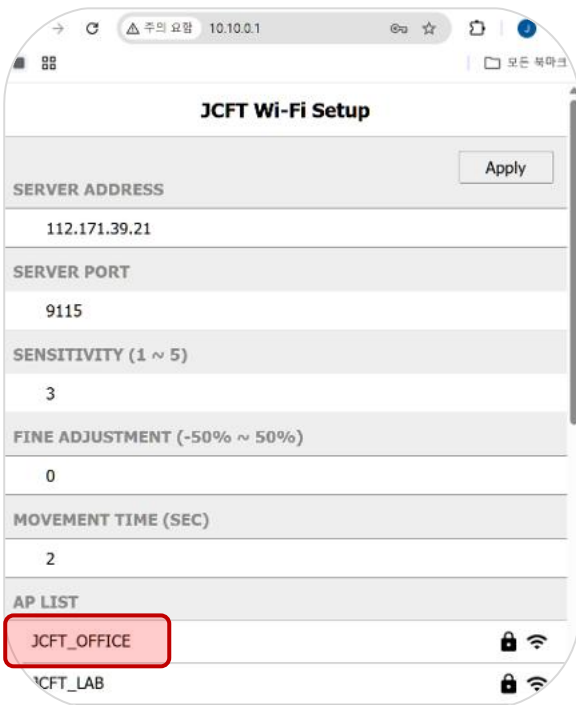 주의 요함 10.10.0.1
J
모든 북마크
JCFT Wi-Fi Setup
Apply
SERVER ADDRESS
112.171.39.21
SERVER PORT
9115
SENSITIVITY (1 ~ 5)
3
FINE ADJUSTMENT (-50% ~ 50%)
0
MOVEMENT TIME (SEC)
2
AP LIST
JCFT_OFFICE
JCFT_LAB